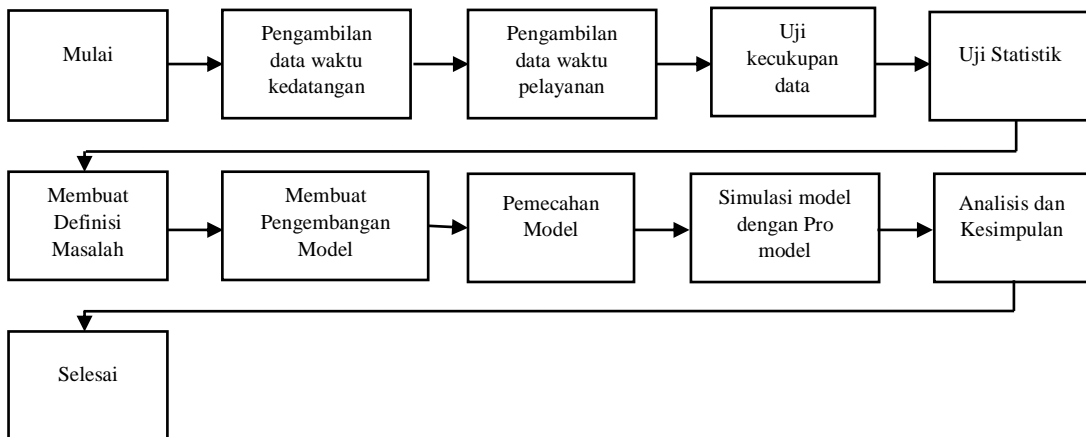 Mulai
Pengambilan
data waktu
kedatangan
Pengambilan
data waktu
pelayanan
Uji
kecukupan
data
Uji Statistik
Membuat
Definisi
Masalah
Membuat
Pengembangan
Model
Pemecahan
Model
Simulasi model
dengan Pro
model
Analisis dan
Kesimpulan
Selesai